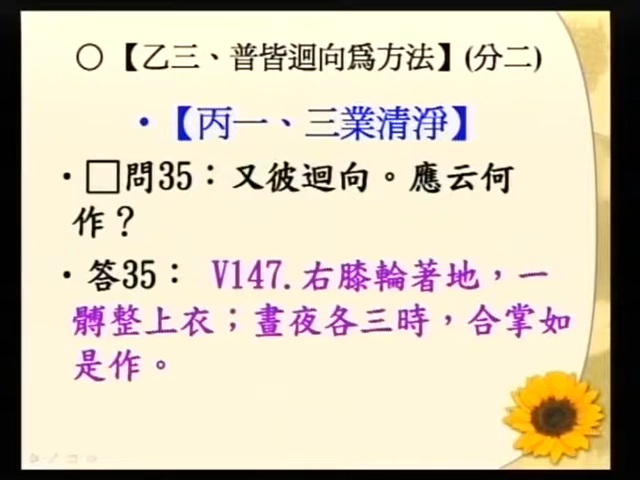 ○【乙三、普皆迴向為方法】(分二)
•【丙一、三業清淨】
•□問35：又彼迴向。應云何
作？
•答35： V147.右膝輪著地，一
髆整上衣；晝夜各三時，合掌如
是作。